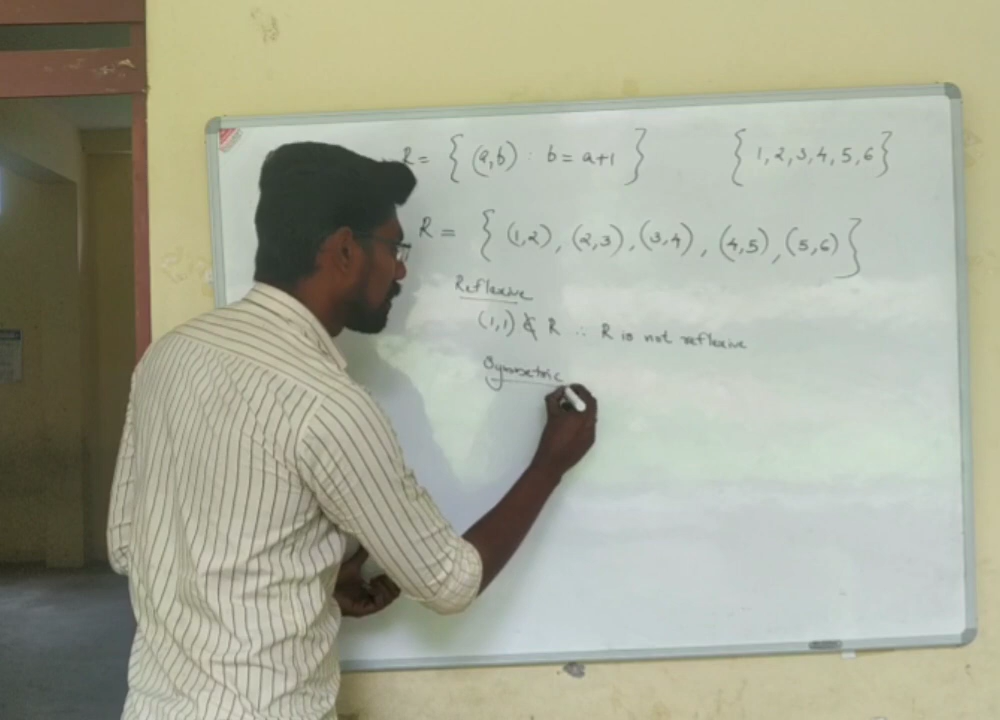 R = { (a,b) : b = a+1 } { 1,2,3,4,5,6 }
R = { (1,2), (2,3), (3,4), (4,5), (5,6) }
Reflexive
(1,1) ∉ R ∴ R is not reflexive
Symmetric